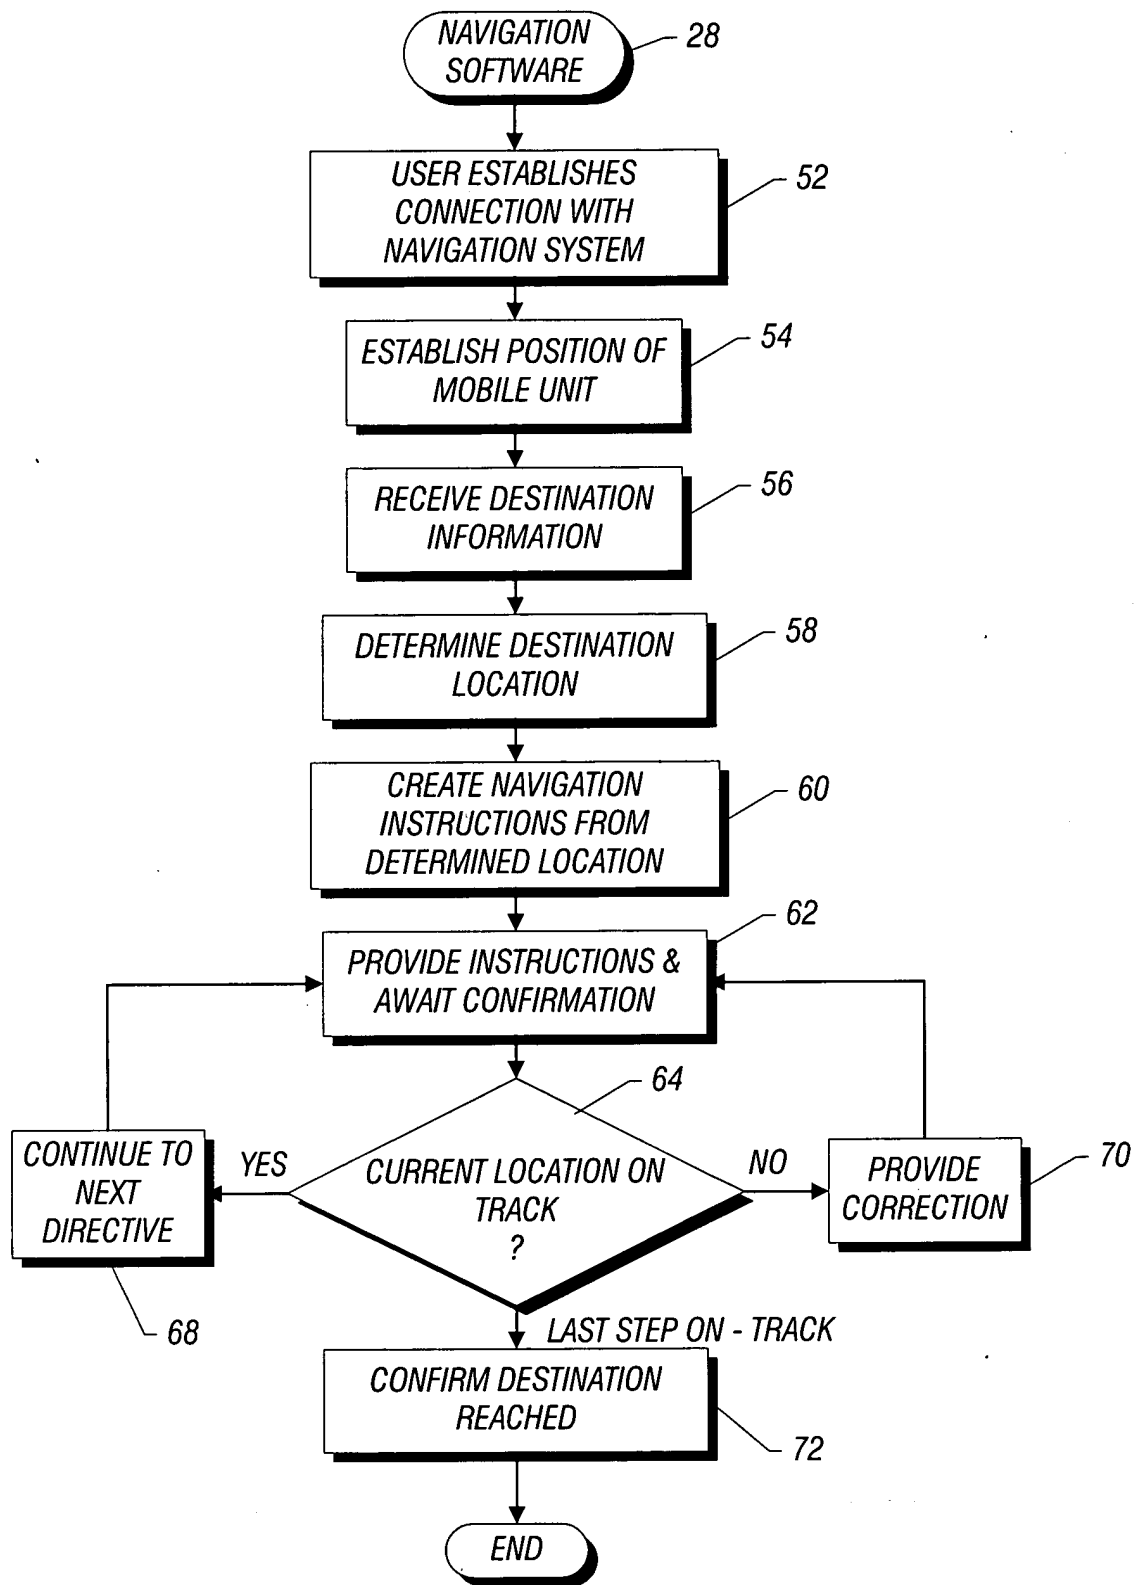 NAVIGATION
SOFTWARE
28
USER ESTABLISHES
CONNECTION WITH
NAVIGATION SYSTEM
52
ESTABLISH POSITION OF
MOBILE UNIT
54
RECEIVE DESTINATION
INFORMATION
56
DETERMINE DESTINATION
LOCATION
58
CREATE NAVIGATION
INSTRUCTIONS FROM
DETERMINED LOCATION
60
PROVIDE INSTRUCTIONS &
AWAIT CONFIRMATION
62
64
CURRENT LOCATION ON
TRACK
?
YES
CONTINUE TO
NEXT
DIRECTIVE
68
NO
PROVIDE
CORRECTION
70
LAST STEP ON - TRACK
CONFIRM DESTINATION
REACHED
72
END